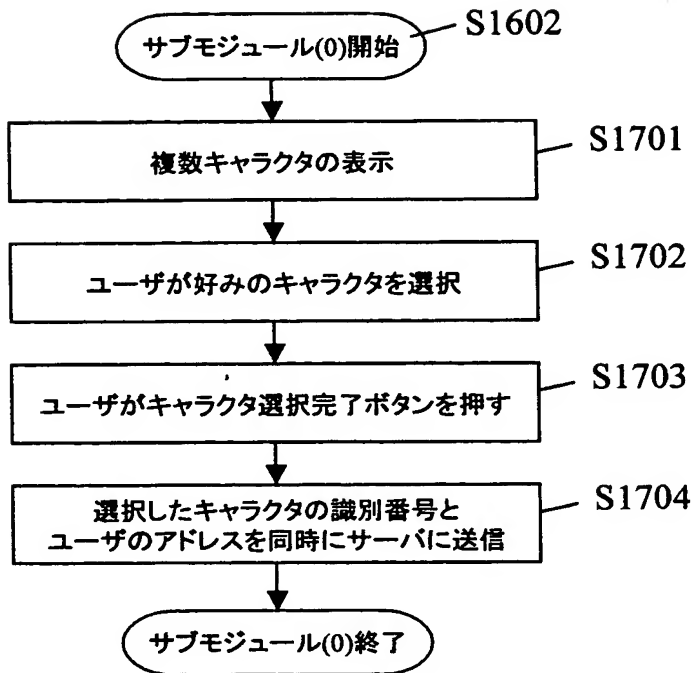 サブモジュール(0)開始
S1602
複数キャラクタの表示
S1701
ユーザが好みのキャラクタを選択
S1702
ユーザがキャラクタ選択完了ボタンを押す
S1703
選択したキャラクタの識別番号と
ユーザのアドレスを同時にサーバに送信
S1704
サブモジュール(0)終了